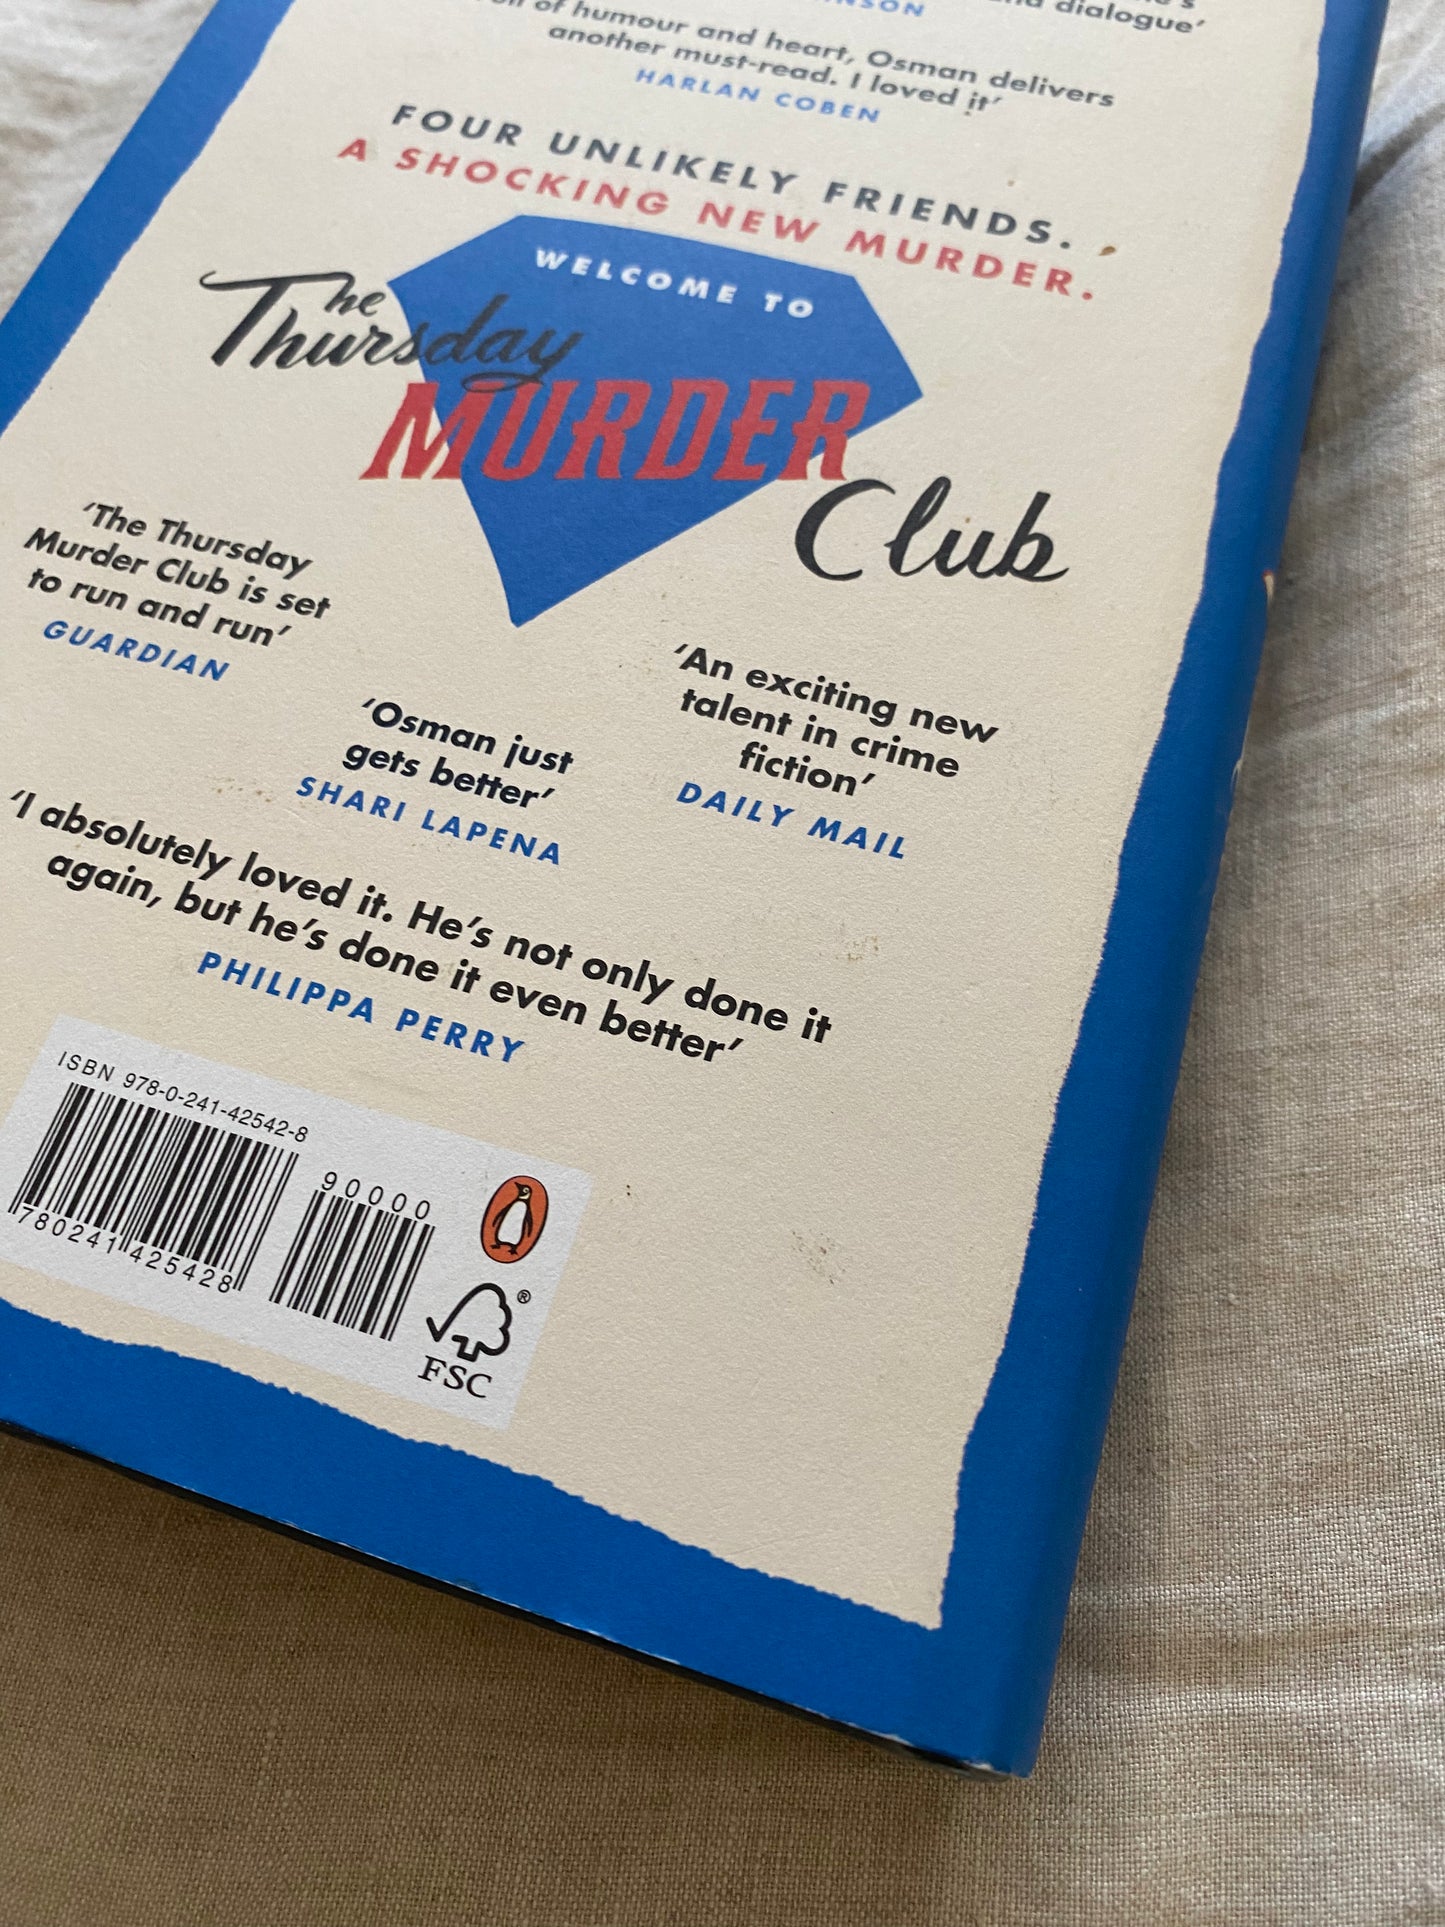 dialogue’
of humour and heart, Osman delivers
another must-read. I loved it’
HARLAN COBEN
FOUR UNLIKELY FRIENDS.
A SHOCKING NEW MURDER.
WELCOME TO
The
Thursday
MURDER
Club
‘The Thursday
Murder Club is set
to run and run’
GUARDIAN
‘An exciting new
talent in crime
fiction’
DAILY MAIL
‘Osman just
gets better’
SHARI LAPENA
‘I absolutely loved it. He’s not only done it
again, but he’s done it even better’
PHILIPPA PERRY
ISBN 978-0-241-42542-8
90000
780241 425428
®
FSC